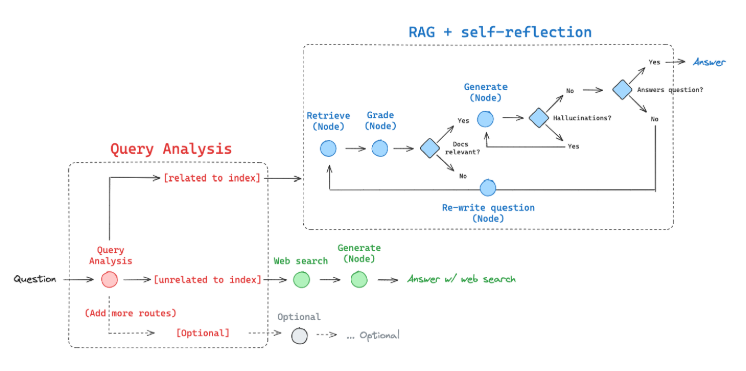 RAG + self-reflection
Yes
Answer
Generate
(Node)
No
Answers question?
Retrieve
(Node)
Grade
(Node)
Yes
Hallucinations?
No
Docs
relevant?
Yes
No
Query Analysis
[related to index]
Re-write question
(Node)
Query
Analysis
Question
[unrelated to index]
Web search
Generate
(Node)
Answer w/ web search
(Add more routes)
[Optional]
Optional
... Optional